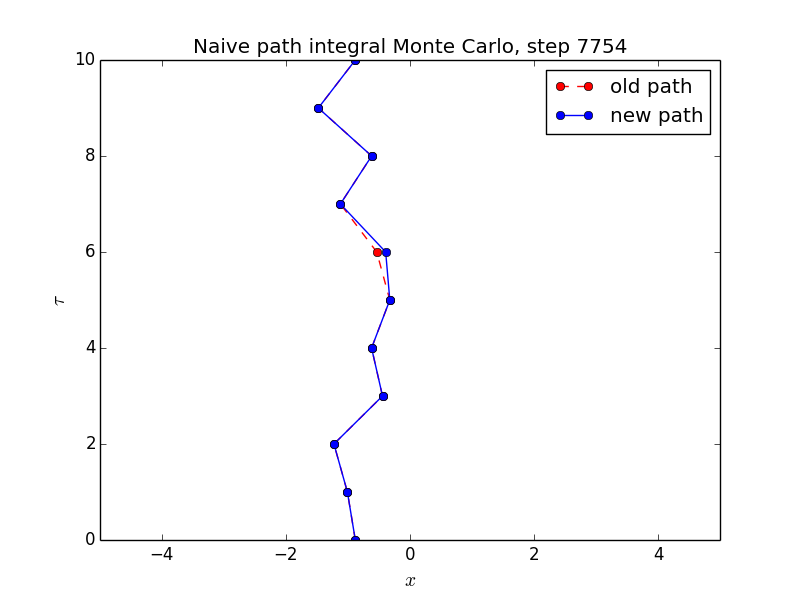 Naive path integral Monte Carlo, step 7754
old path
new path
10
8
6
4
2
0
τ
−4 −2 0 2 4
x